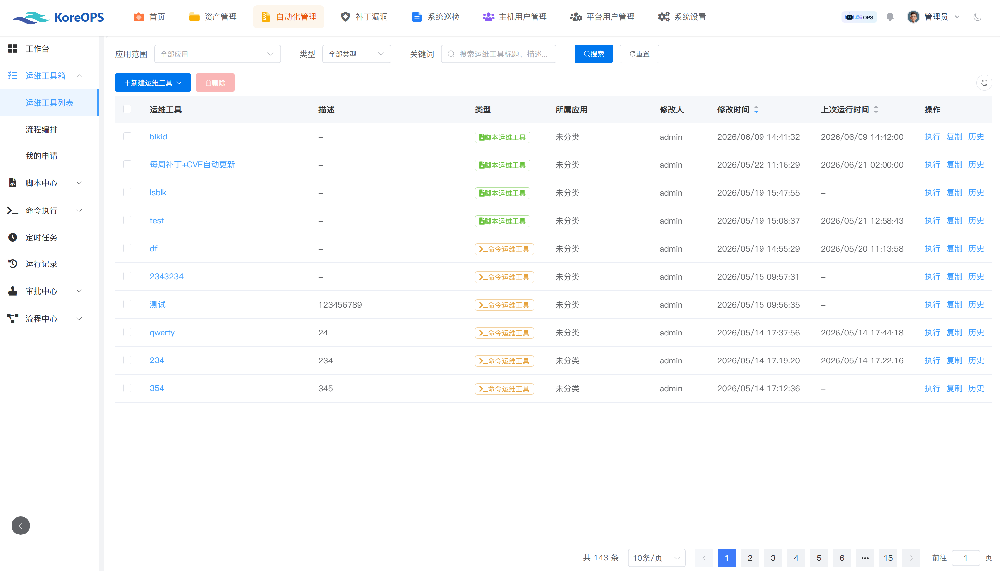 KoreOPS 首页 资产管理 自动化管理 补丁漏洞 系统巡检 主机用户管理 平台用户管理 系统设置 Ai OPS 管理员
工作台
运维工具箱
运维工具列表
流程编排
我的申请
脚本中心
命令执行
定时任务
运行记录
审批中心
流程中心
应用范围 全部应用 类型 全部类型 关键词 搜索运维工具标题、描述... 搜索 重置
新建运维工具 删除
运维工具 描述 类型 所属应用 修改人 修改时间 上次运行时间 操作
blkid – 脚本运维工具 未分类 admin 2026/06/09 14:41:32 2026/06/09 14:42:00 执行 复制 历史
每周补丁+CVE自动更新 – 脚本运维工具 未分类 admin 2026/05/22 11:16:29 2026/06/21 02:00:00 执行 复制 历史
lsblk – 脚本运维工具 未分类 admin 2026/05/19 15:47:55 – 执行 复制 历史
test – 脚本运维工具 未分类 admin 2026/05/19 15:08:37 2026/05/21 12:58:43 执行 复制 历史
df – 命令运维工具 未分类 admin 2026/05/19 14:55:29 2026/05/20 11:13:58 执行 复制 历史
2343234 – 命令运维工具 未分类 admin 2026/05/15 09:57:31 – 执行 复制 历史
测试 123456789 命令运维工具 未分类 admin 2026/05/15 09:56:35 – 执行 复制 历史
qwerty 24 命令运维工具 未分类 admin 2026/05/14 17:37:56 2026/05/14 17:44:18 执行 复制 历史
234 234 命令运维工具 未分类 admin 2026/05/14 17:19:20 2026/05/14 17:22:16 执行 复制 历史
354 345 命令运维工具 未分类 admin 2026/05/14 17:12:36 – 执行 复制 历史
共 143 条 10条/页 1 2 3 4 5 6 ••• 15 前往 1 页